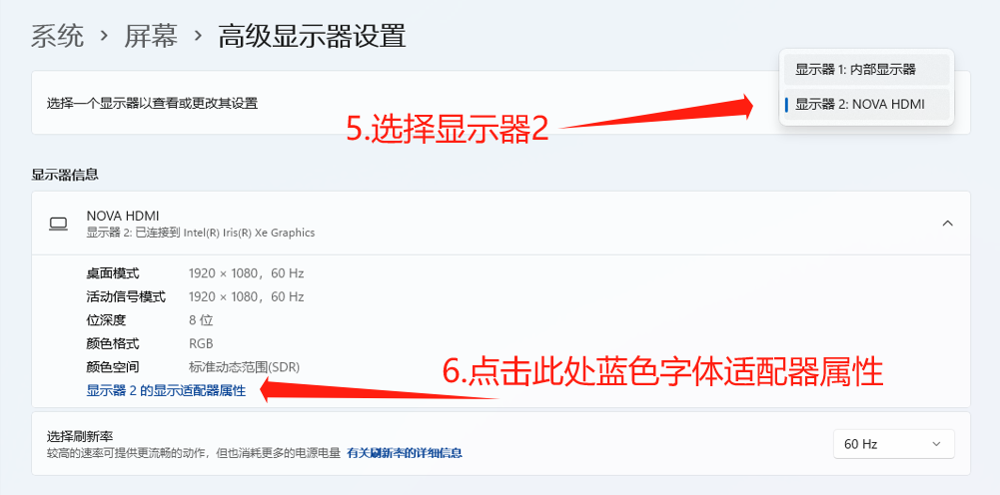 系统 › 屏幕 › 高级显示器设置
显示器 1: 内部显示器
选择一个显示器以查看或更改其设置
显示器 2: NOVA HDMI
5.选择显示器2
显示器信息
NOVA HDMI
显示器 2: 已连接到 Intel(R) Iris(R) Xe Graphics
桌面模式 1920 × 1080，60 Hz
活动信号模式 1920 × 1080，60 Hz
位深度 8 位
颜色格式 RGB
颜色空间 标准动态范围(SDR)
显示器 2 的显示适配器属性
6.点击此处蓝色字体适配器属性
选择刷新率
较高的速率可提供更流畅的动作，但也消耗更多的电源电量 有关刷新率的详细信息
60 Hz